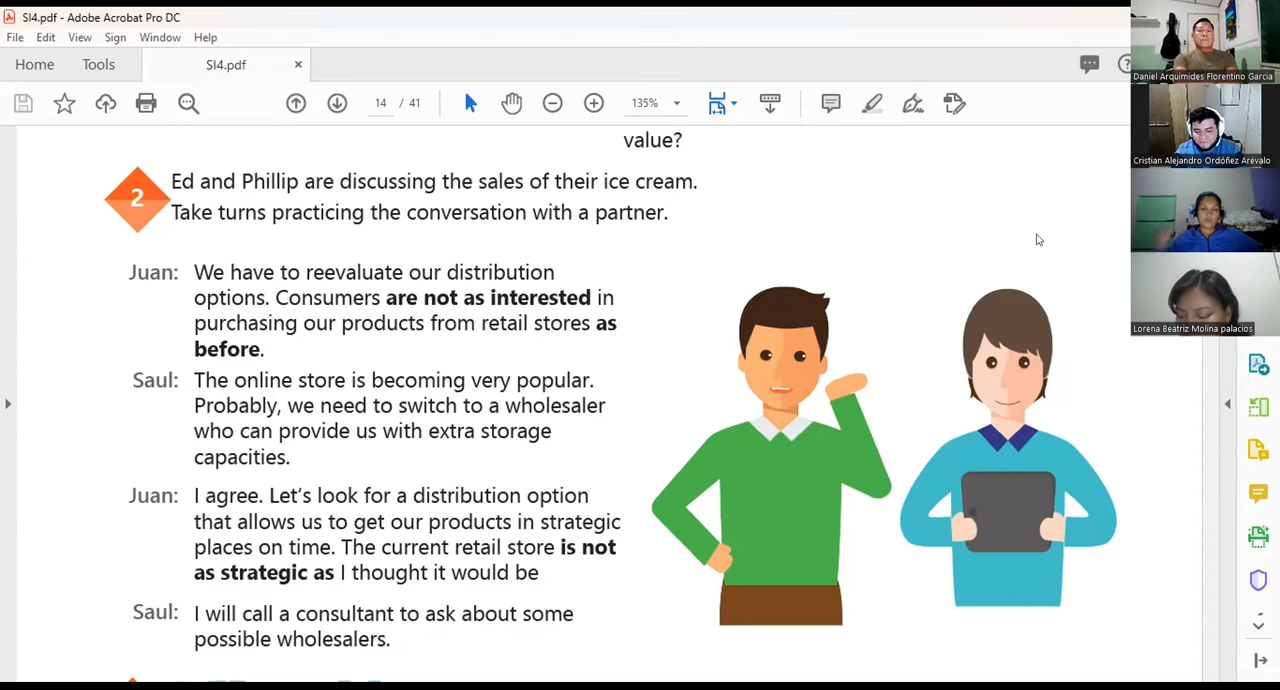 SI4.pdf - Adobe Acrobat Pro DC
File Edit View Sign Window Help
Home Tools SI4.pdf ×
14 / 41 135%
value?
2 Ed and Phillip are discussing the sales of their ice cream.
Take turns practicing the conversation with a partner.
Juan: We have to reevaluate our distribution
options. Consumers are not as interested in
purchasing our products from retail stores as
before.
Saul: The online store is becoming very popular.
Probably, we need to switch to a wholesaler
who can provide us with extra storage
capacities.
Juan: I agree. Let's look for a distribution option
that allows us to get our products in strategic
places on time. The current retail store is not
as strategic as I thought it would be
Saul: I will call a consultant to ask about some
possible wholesalers.
Daniel Arquimides Florentino Garcia
Cristian Alejandro Ordóñez Arévalo
Lorena Beatriz Molina palacios